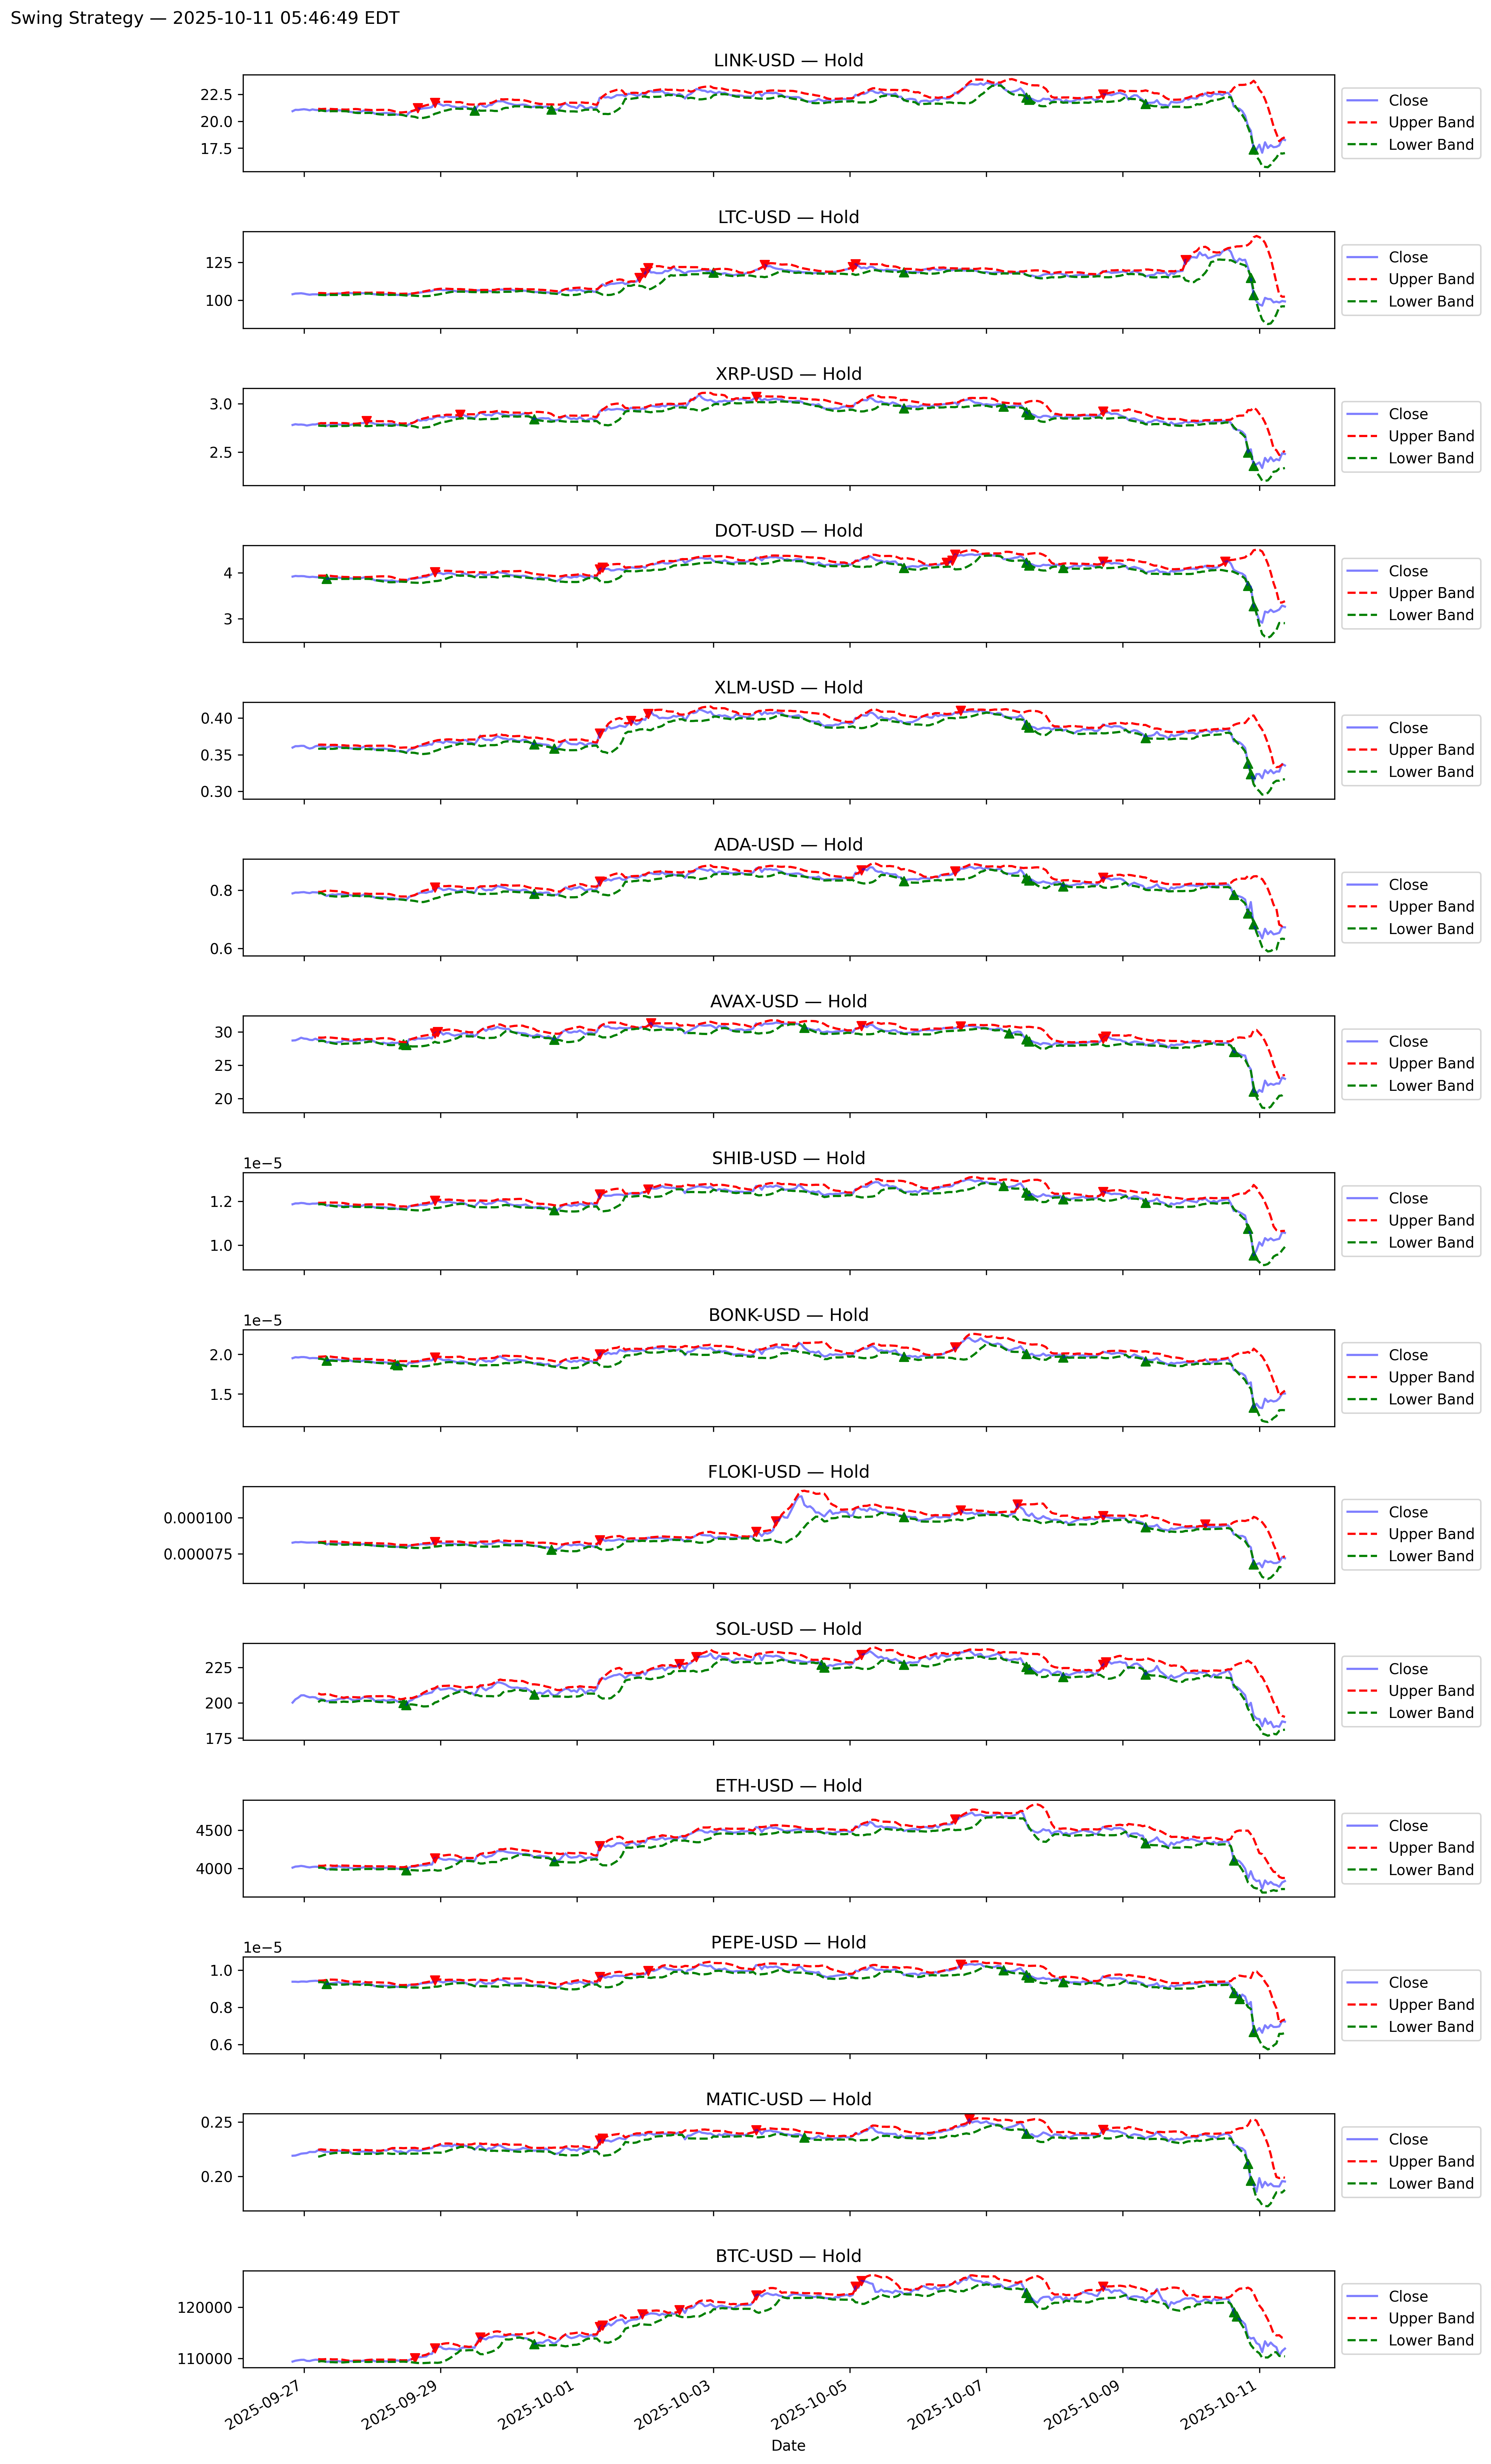 Swing Strategy — 2025-10-11 05:46:49 EDT
LINK-USD — Hold
22.5
20.0
17.5
Close
Upper Band
Lower Band
LTC-USD — Hold
125
100
Close
Upper Band
Lower Band
XRP-USD — Hold
3.0
2.5
Close
Upper Band
Lower Band
DOT-USD — Hold
4
3
Close
Upper Band
Lower Band
XLM-USD — Hold
0.40
0.35
0.30
Close
Upper Band
Lower Band
ADA-USD — Hold
0.8
0.6
Close
Upper Band
Lower Band
AVAX-USD — Hold
30
25
20
Close
Upper Band
Lower Band
SHIB-USD — Hold
1e−5
1.2
1.0
Close
Upper Band
Lower Band
BONK-USD — Hold
1e−5
2.0
1.5
Close
Upper Band
Lower Band
FLOKI-USD — Hold
0.000100
0.000075
Close
Upper Band
Lower Band
SOL-USD — Hold
225
200
175
Close
Upper Band
Lower Band
ETH-USD — Hold
4500
4000
Close
Upper Band
Lower Band
PEPE-USD — Hold
1e−5
1.0
0.8
0.6
Close
Upper Band
Lower Band
MATIC-USD — Hold
0.25
0.20
Close
Upper Band
Lower Band
BTC-USD — Hold
120000
110000
Close
Upper Band
Lower Band
2025-09-27
2025-09-29
2025-10-01
2025-10-03
2025-10-05
2025-10-07
2025-10-09
2025-10-11
Date